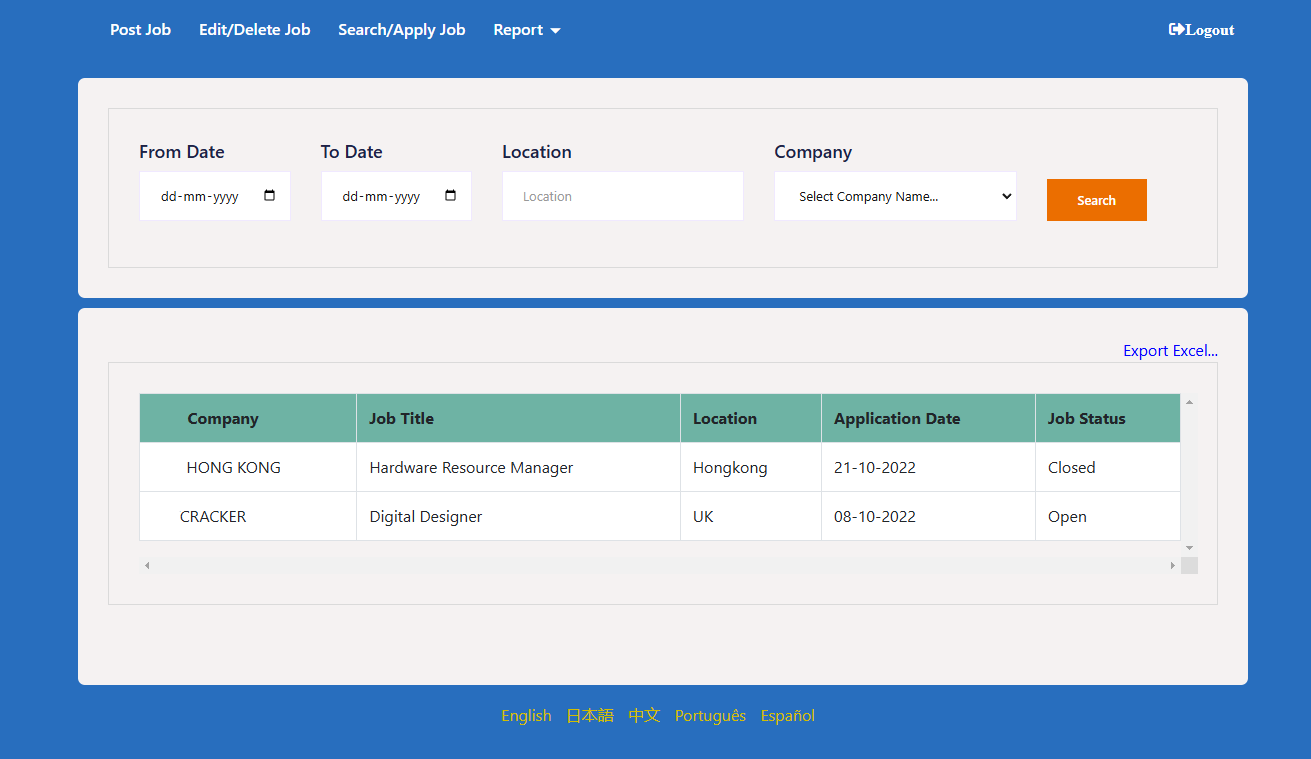 Post Job Edit/Delete Job Search/Apply Job Report Logout
From Date To Date Location Company
dd-mm-yyyy dd-mm-yyyy Location Select Company Name... Search
Export Excel...
Company Job Title Location Application Date Job Status
HONG KONG Hardware Resource Manager Hongkong 21-10-2022 Closed
CRACKER Digital Designer UK 08-10-2022 Open
English 日本語 中文 Português Español